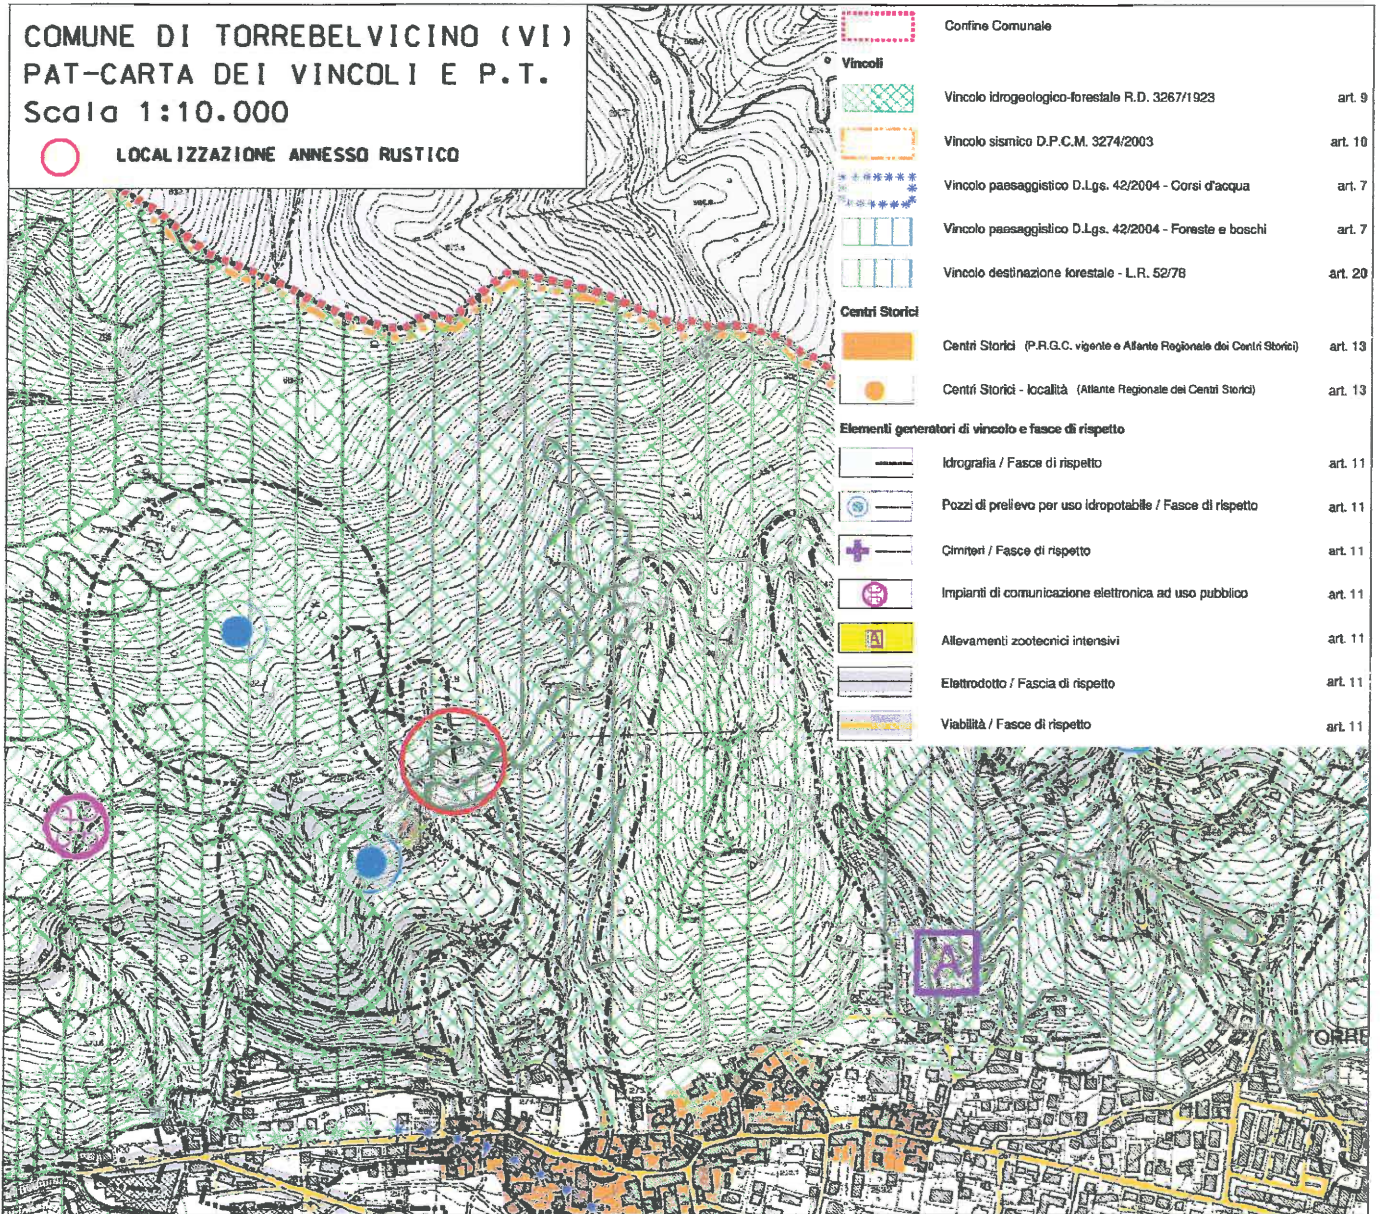 COMUNE DI TORREBELVICINO (VI)
PAT-CARTA DEI VINCOLI E P.T.
Scala 1:10.000
LOCALIZZAZIONE ANNESSO RUSTICO
Confine Comunale
Vincoli
Vincolo idrogeologico-forestale R.D. 3267/1923 art. 9
Vincolo sismico D.P.C.M. 3274/2003 art. 10
Vincolo paesaggistico D.Lgs. 42/2004 - Corsi d'acqua art. 7
Vincolo paesaggistico D.Lgs. 42/2004 - Foreste e boschi art. 7
Vincolo destinazione forestale - L.R. 52/78 art. 20
Centri Storici
Centri Storici (P.R.G.C. vigente e Atlante Regionale dei Centri Storici) art. 13
Centri Storici - località (Atlante Regionale dei Centri Storici) art. 13
Elementi generatori di vincolo e fasce di rispetto
Idrografia / Fasce di rispetto art. 11
Pozzi di prelievo per uso idropotabile / Fasce di rispetto art. 11
Cimiteri / Fasce di rispetto art. 11
Impianti di comunicazione elettronica ad uso pubblico art. 11
A Allevamenti zootecnici intensivi art. 11
Elettrodotto / Fascia di rispetto art. 11
Viabilità / Fasce di rispetto art. 11
A
TORRE